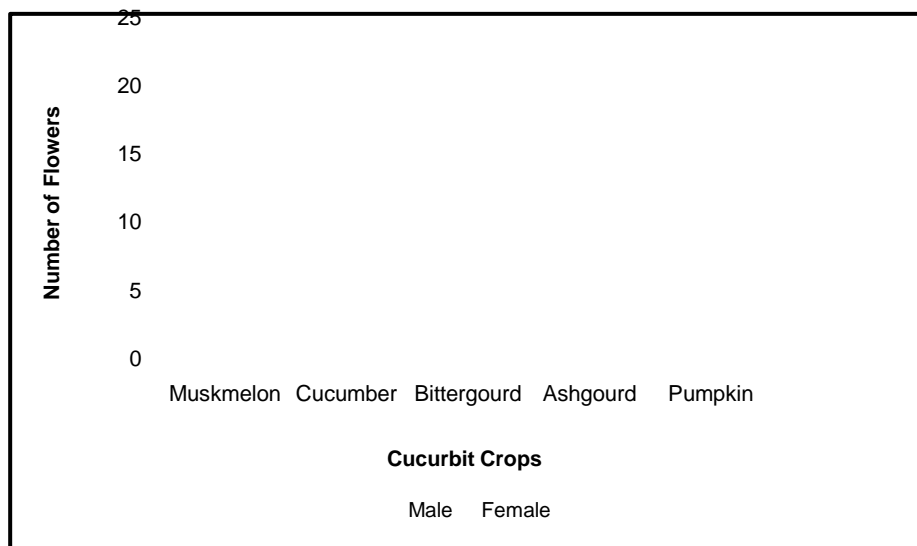 25
20
15
10
5
0
Number of Flowers
Muskmelon Cucumber Bittergourd Ashgourd Pumpkin
Cucurbit Crops
Male Female